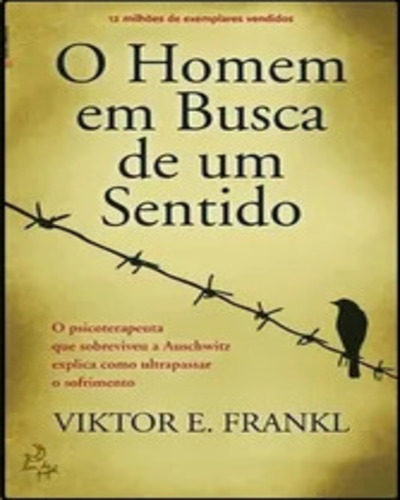 12 milhões de exemplares vendidos
O Homem
em Busca
de um
Sentido
O psicoterapeuta
que sobreviveu a Auschwitz
explica como ultrapassar
o sofrimento
VIKTOR E. FRANKL